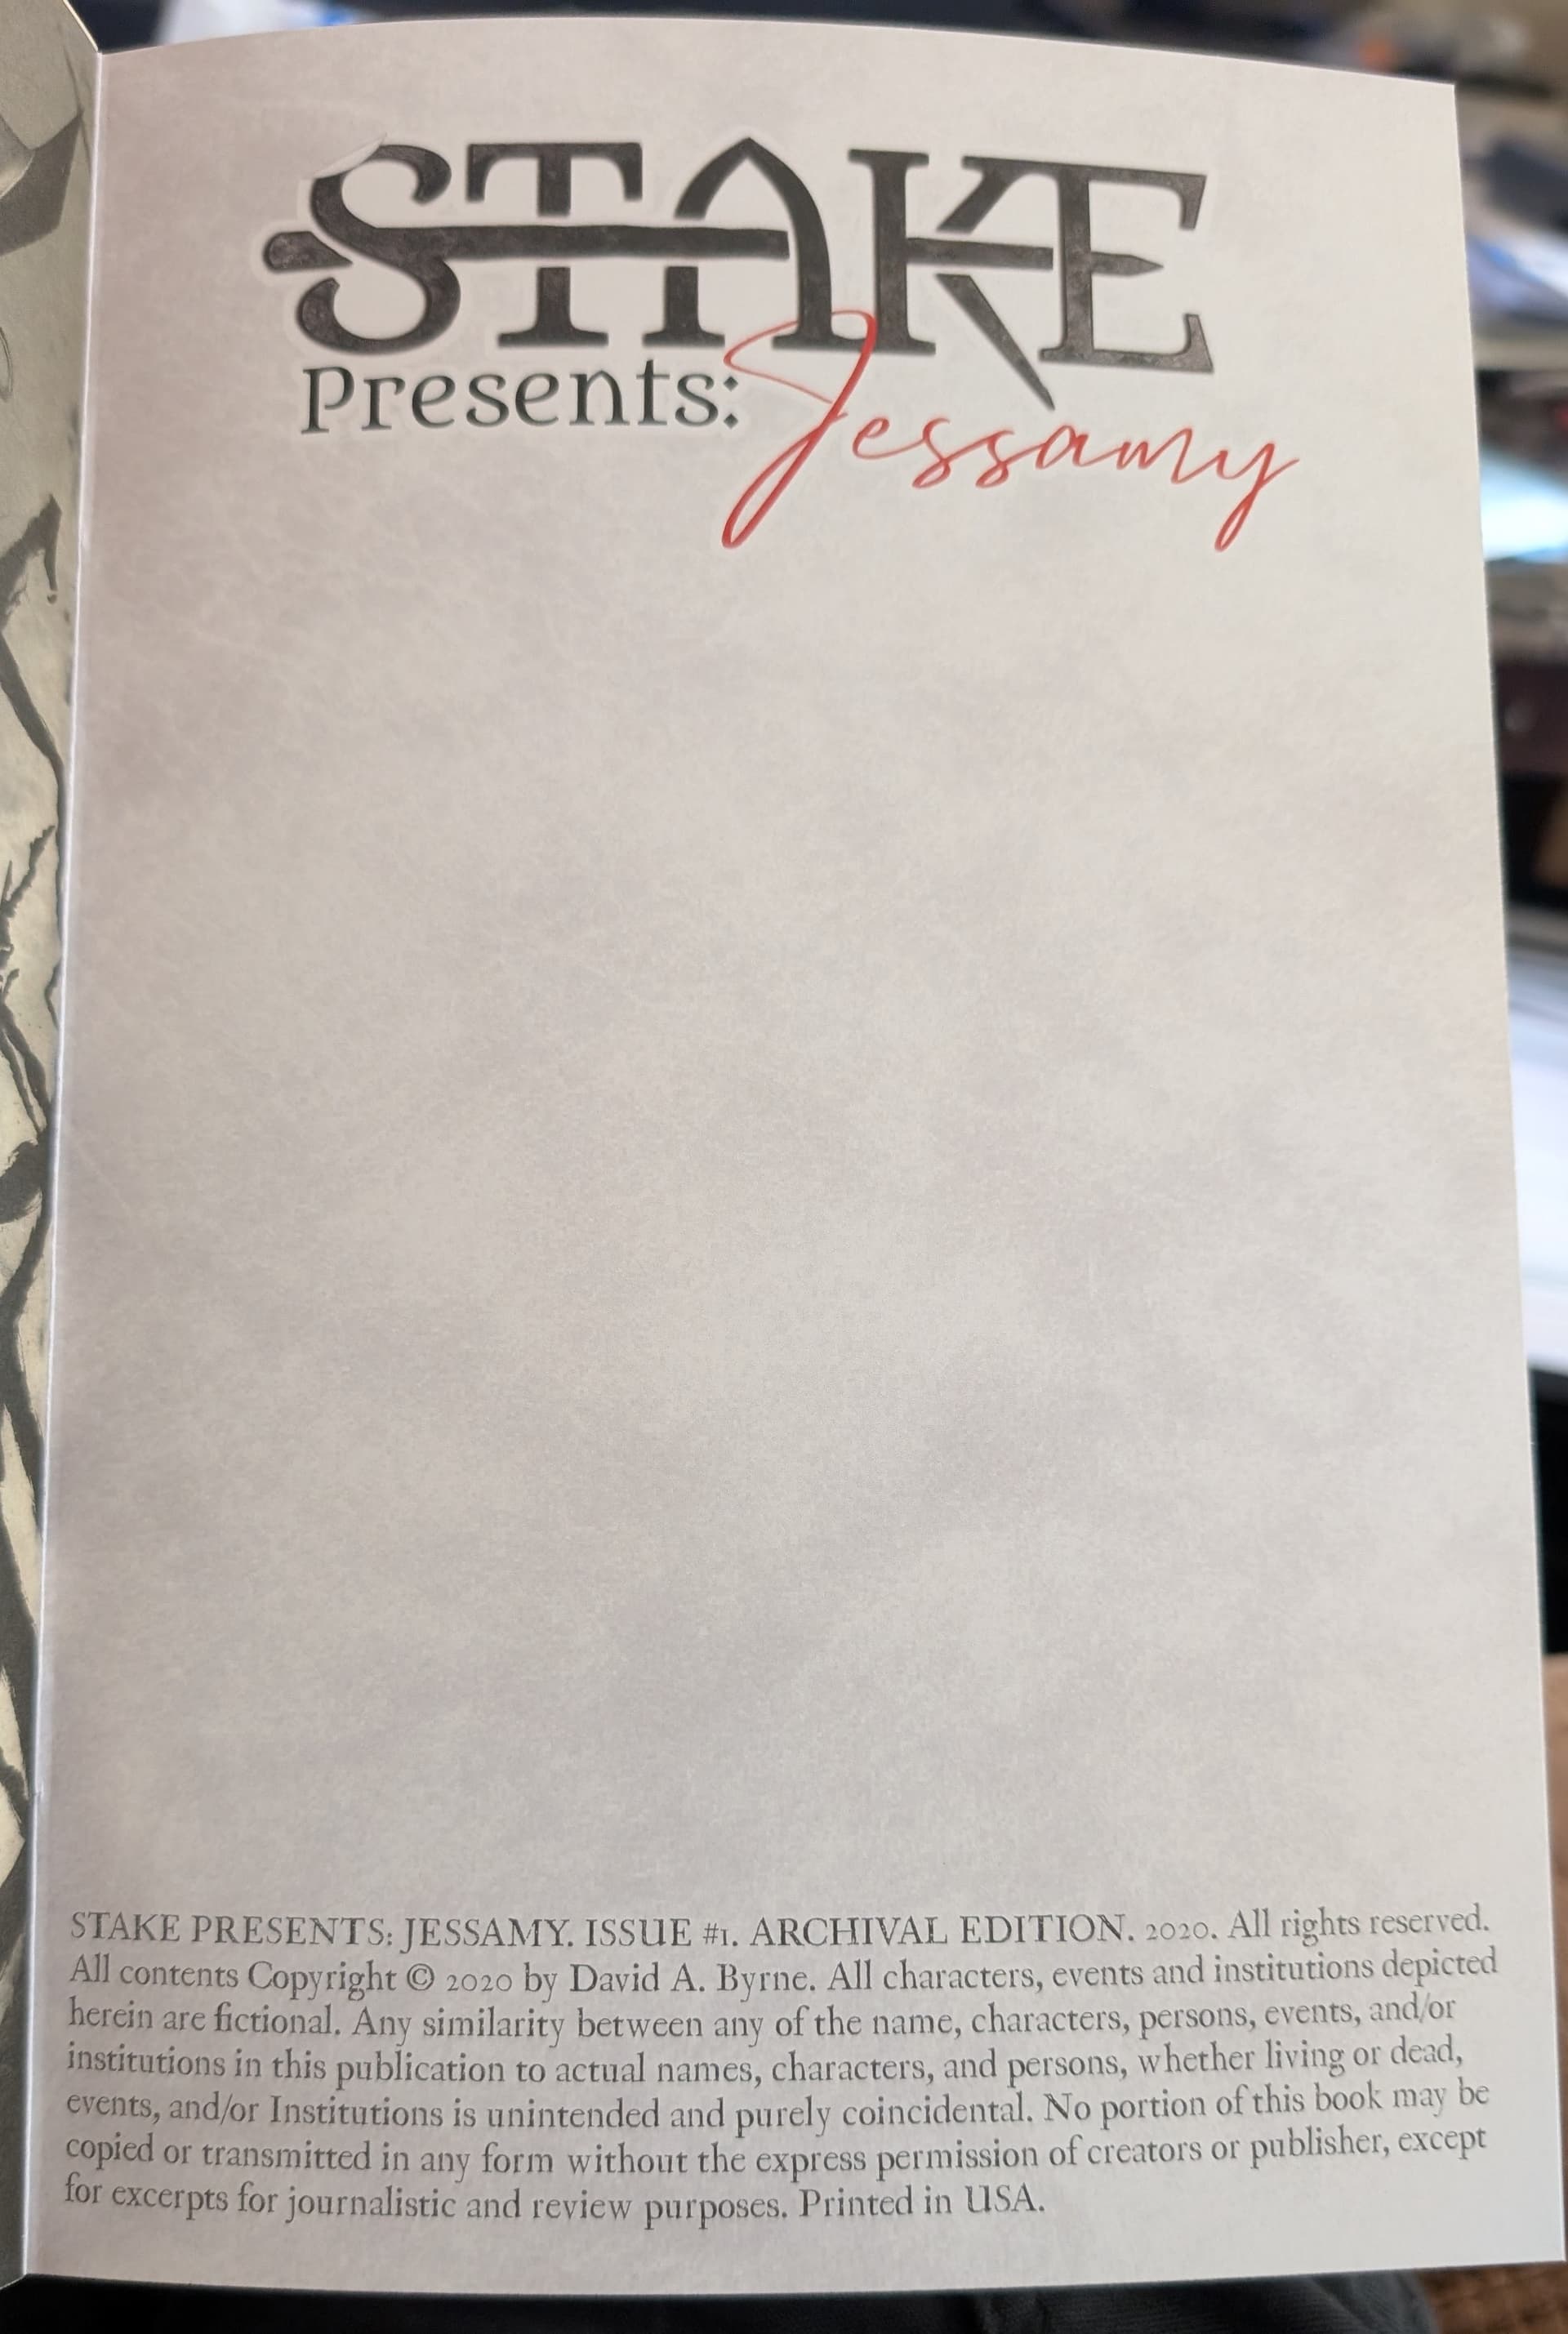 STAKE
Presents: Jessamy
STAKE PRESENTS: JESSAMY. ISSUE #1. ARCHIVAL EDITION. 2020. All rights reserved.
All contents Copyright © 2020 by David A. Byrne. All characters, events and institutions depicted
herein are fictional. Any similarity between any of the name, characters, persons, events, and/or
institutions in this publication to actual names, characters, and persons, whether living or dead,
events, and/or Institutions is unintended and purely coincidental. No portion of this book may be
copied or transmitted in any form without the express permission of creators or publisher, except
for excerpts for journalistic and review purposes. Printed in USA.